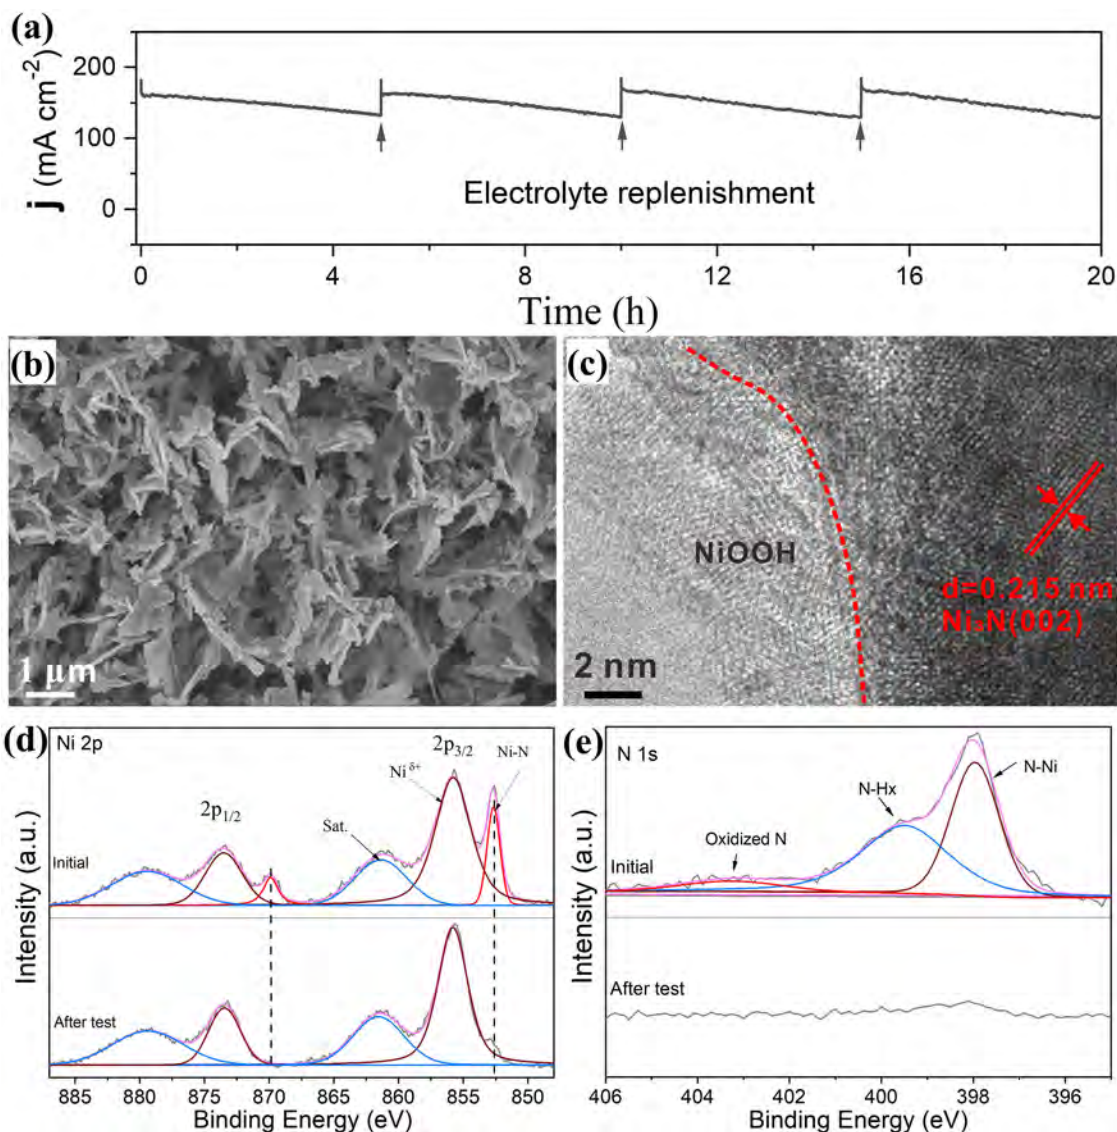 (a)
j (mA cm⁻²)
200
100
0
Electrolyte replenishment
0 4 8 12 16 20
Time (h)
(b)
1 μm
(c)
NiOOH
d=0.215 nm
Ni₃N(002)
2 nm
(d)
Ni 2p
2p₃/₂
Ni-N
Ni^δ+
2p₁/₂
Sat.
Initial
After test
Intensity (a.u.)
885 880 875 870 865 860 855 850
Binding Energy (eV)
(e)
N 1s
N-Ni
N-Hx
Oxidized N
Initial
After test
Intensity (a.u.)
406 404 402 400 398 396
Binding Energy (eV)